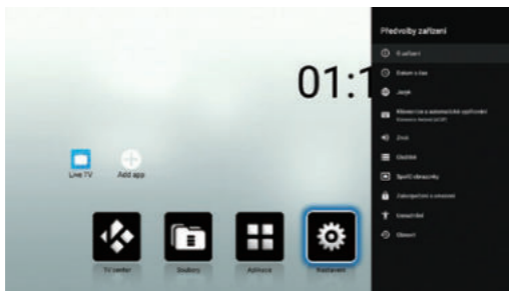 Předvolby zařízení
O zařízení
01:1
Datum a čas
Jazyk
Klávesnice a automatické vyplňování
Zvuk
Úložiště
Spořič obrazovky
Zabezpečení a omezení
Usnadnění
Obnovit
Live TV
Add app
TV center
Soubory
Aplikace
Nastavení